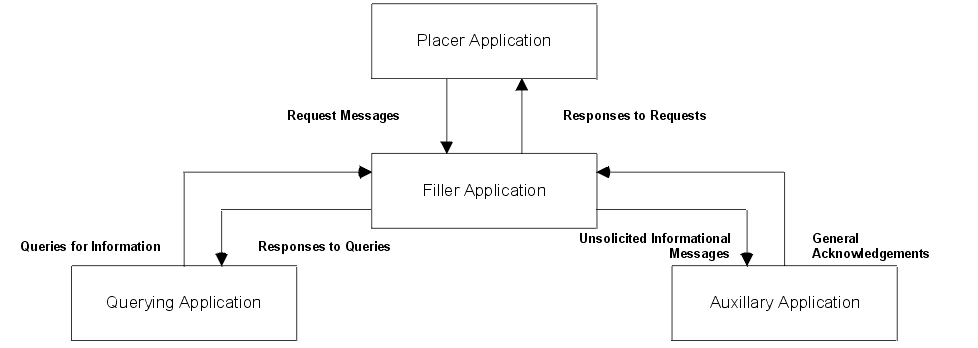 Placer Application
Request Messages
Responses to Requests
Filler Application
Queries for Information
Responses to Queries
Unsolicited Informational
Messages
General
Acknowledgements
Querying Application
Auxillary Application